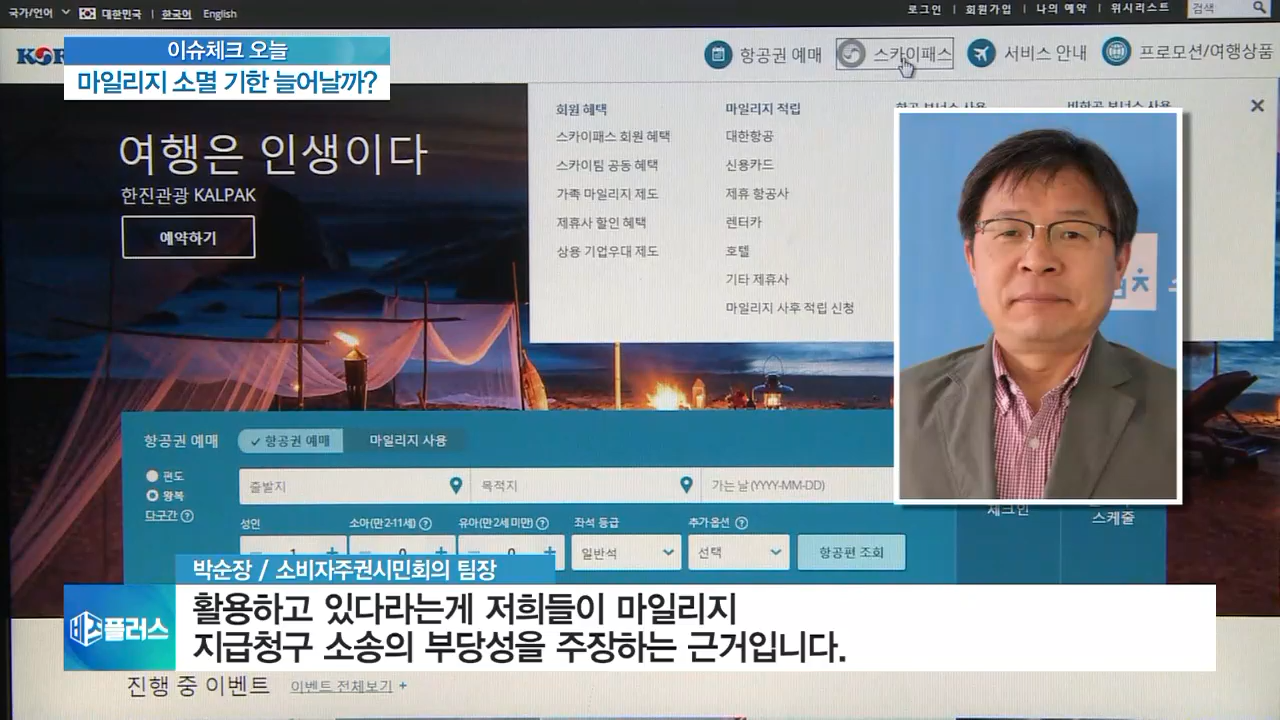 국가/언어
대한민국 | 한국어 English
로그인 | 회원가입 | 나의 예약 | 위시리스트
검색
이슈체크 오늘
마일리지 소멸 기한 늘어날까?
항공권 예매
스카이패스
서비스 안내
프로모션/여행상품
회원 혜택
스카이패스 회원 혜택
스카이팀 공동 혜택
가족 마일리지 제도
제휴사 할인 혜택
상용 기업우대 제도
마일리지 적립
대한항공
신용카드
제휴 항공사
렌터카
호텔
기타 제휴사
마일리지 사후 적립 신청
여행은 인생이다
한진관광 KALPAK
예약하기
항공권 예매
✓ 항공권 예매
마일리지 사용
편도
왕복
다구간
출발지
목적지
가는 날 (YYYY-MM-DD)
성인
소아(만 2-11세)
유아(만 2세 미만)
좌석 등급
추가 옵션
일반석
선택
항공편 조회
체크인
스케줄
박순장 / 소비자주권시민회의 팀장
비즈플러스
활용하고 있다라는게 저희들이 마일리지
지급청구 소송의 부당성을 주장하는 근거입니다.
진행 중 이벤트
이벤트 전체보기 +